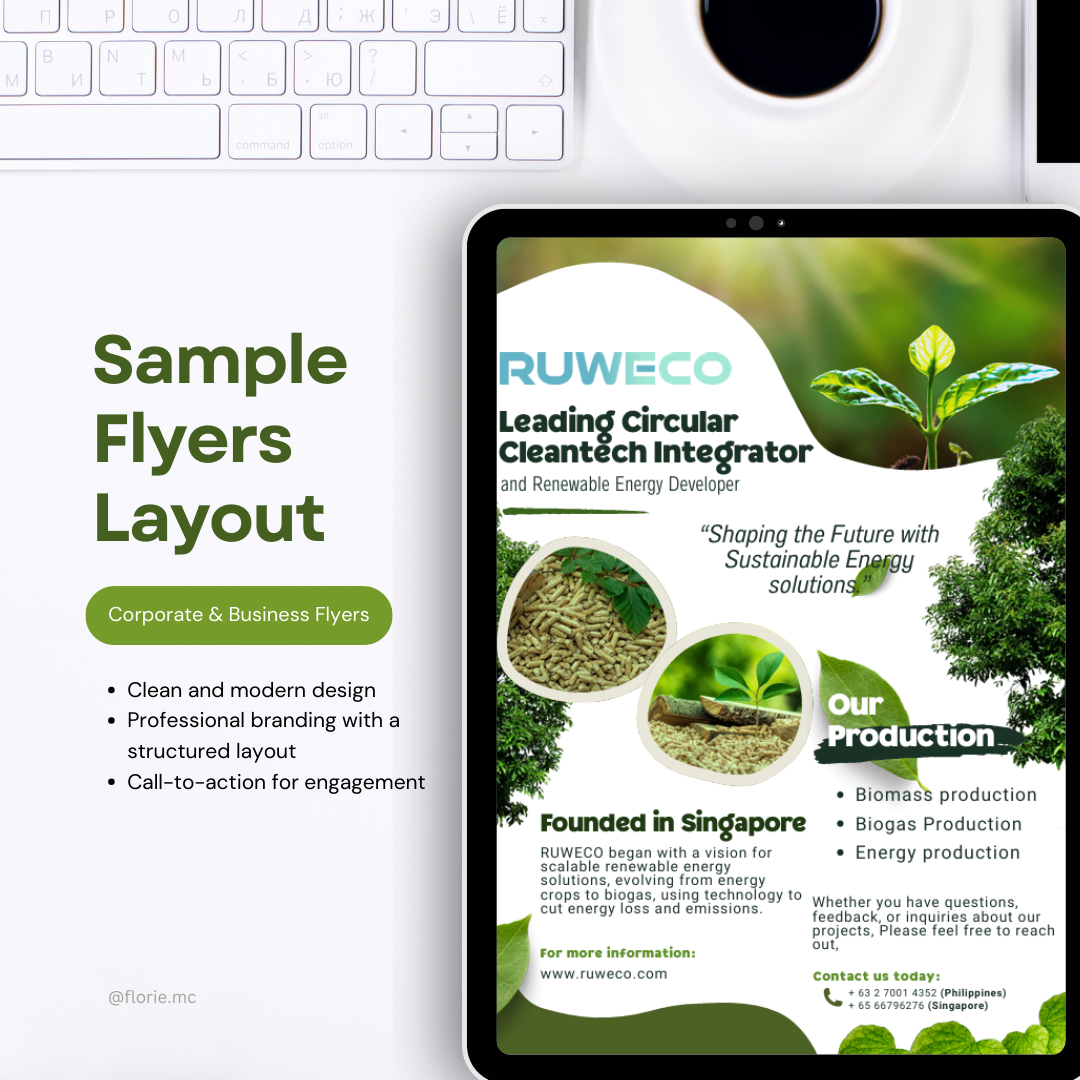 П Р О Л Д ; Ж ' Э \ Ё
М В И N Т М Ь < , Б > . Ю ? /
command alt option
Sample
Flyers
Layout
Corporate & Business Flyers
• Clean and modern design
• Professional branding with a
structured layout
• Call-to-action for engagement
@florie.mc
RUWECO
Leading Circular
Cleantech Integrator
and Renewable Energy Developer
“Shaping the Future with
Sustainable Energy
solutions.”
Our
Production
• Biomass production
• Biogas Production
• Energy production
Founded in Singapore
RUWECO began with a vision for
scalable renewable energy
solutions, evolving from energy
crops to biogas, using technology to
cut energy loss and emissions.
For more information:
www.ruweco.com
Whether you have questions,
feedback, or inquiries about our
projects, Please feel free to reach
out,
Contact us today:
+ 63 2 7001 4352 (Philippines)
+ 65 66796276 (Singapore)